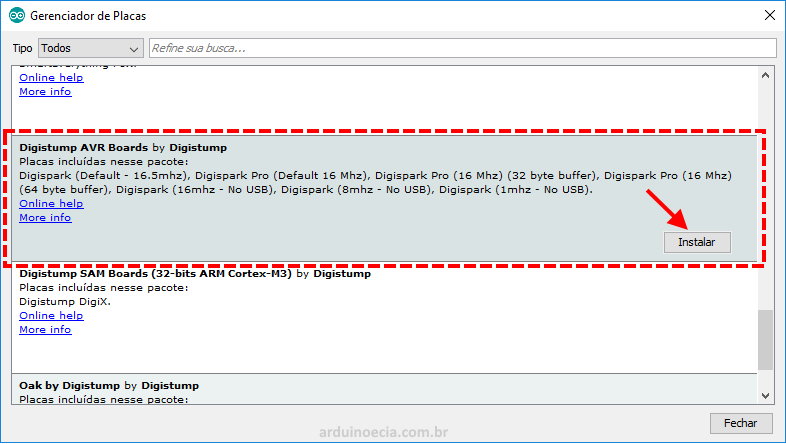 Gerenciador de Placas
Tipo Todos Refine sua busca...
Online help
More info
Digistump AVR Boards by Digistump
Placas incluídas nesse pacote:
Digispark (Default - 16.5mhz), Digispark Pro (Default 16 Mhz), Digispark Pro (16 Mhz) (32 byte buffer), Digispark Pro (16 Mhz)
(64 byte buffer), Digispark (16mhz - No USB), Digispark (8mhz - No USB), Digispark (1mhz - No USB).
Online help
More info
Instalar
Digistump SAM Boards (32-bits ARM Cortex-M3) by Digistump
Placas incluídas nesse pacote:
Digistump DigiX.
Online help
More info
Oak by Digistump by Digistump
Placas incluídas nesse pacote:
Fechar
arduinoecia.com.br